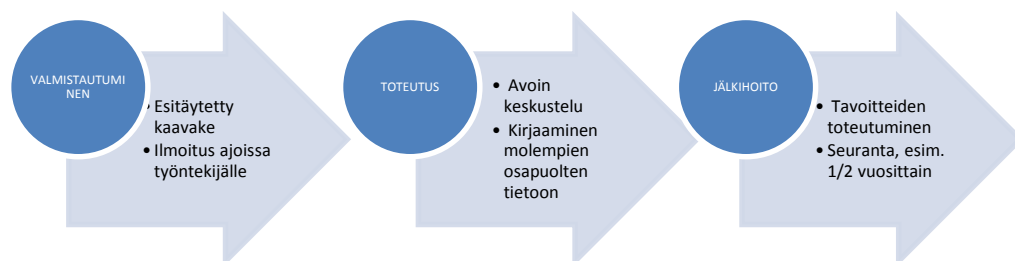 VALMISTAUTUMI
NEN
• Esitäytetty
kaavake
• Ilmoitus ajoissa
työntekijälle
TOTEUTUS
• Avoin
keskustelu
• Kirjaaminen
molempien
osapuolten
tietoon
JÄLKIHOITO
• Tavoitteiden
toteutuminen
• Seuranta, esim.
1/2 vuosittain